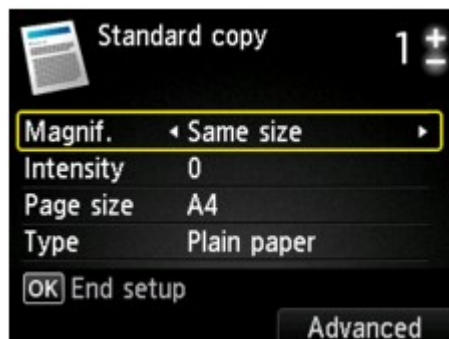 Standard copy 1
Magnif. Same size
Intensity 0
Page size A4
Type Plain paper
OK End setup
Advanced